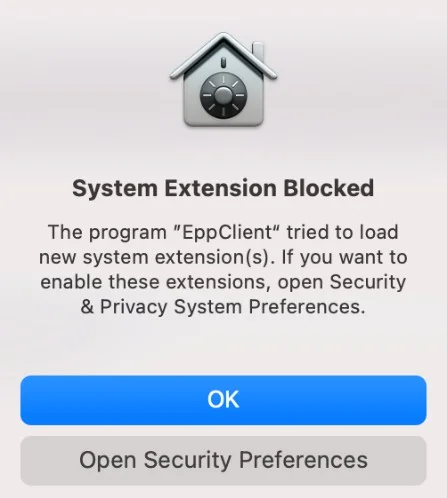 System Extension Blocked
The program ″EppClient“ tried to load
new system extension(s). If you want to
enable these extensions, open Security
& Privacy System Preferences.
OK
Open Security Preferences